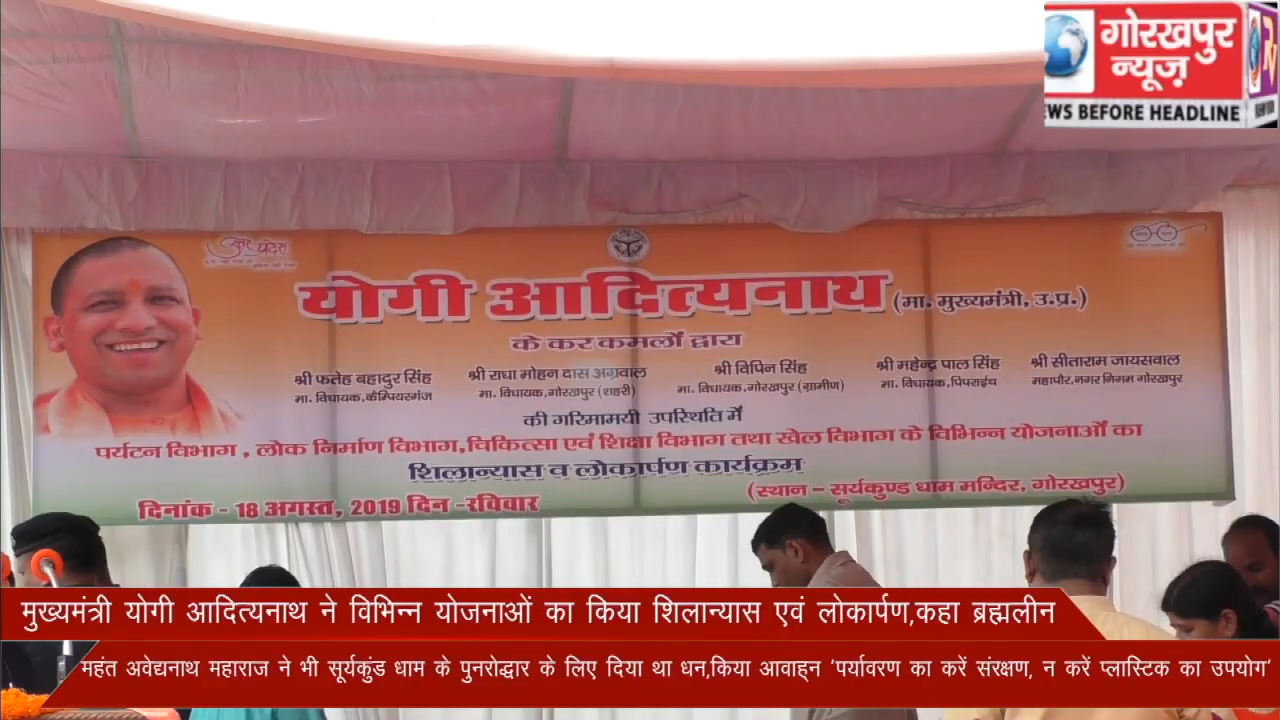 गोरखपुर
न्यूज़
EWS BEFORE HEADLINE
उत्तर प्रदेश
योगी आदित्यनाथ (मा. मुख्यमंत्री, उ.प्र.)
के कर कमलों द्वारा
श्री फतेह बहादुर सिंह
मा. विधायक, कैम्पियरगंज
श्री राधा मोहन दास अग्रवाल
मा. विधायक,गोरखपुर (शहरी)
श्री विपिन सिंह
मा. विधायक,गोरखपुर (ग्रामीण)
श्री महेन्द्र पाल सिंह
मा. विधायक, पिपराईच
श्री सीताराम जायसवाल
महापौर,नगर निगम गोरखपुर
की गरिमामयी उपस्थिति में
पर्यटन विभाग , लोक निर्माण विभाग,चिकित्सा एवं शिक्षा विभाग तथा खेल विभाग के विभिन्न योजनाओं का
शिलान्यास व लोकार्पण कार्यक्रम
दिनांक - 18 अगस्त, 2019 दिन -रविवार
(स्थान – सूर्यकुण्ड धाम मन्दिर, गोरखपुर)
मुख्यमंत्री योगी आदित्यनाथ ने विभिन्न योजनाओं का किया शिलान्यास एवं लोकार्पण,कहा ब्रह्मलीन
महंत अवेद्यनाथ महाराज ने भी सूर्यकुंड धाम के पुनरोद्धार के लिए दिया था धन,किया आवाह्न ‘पर्यावरण का करें संरक्षण, न करें प्लास्टिक का उपयोग’